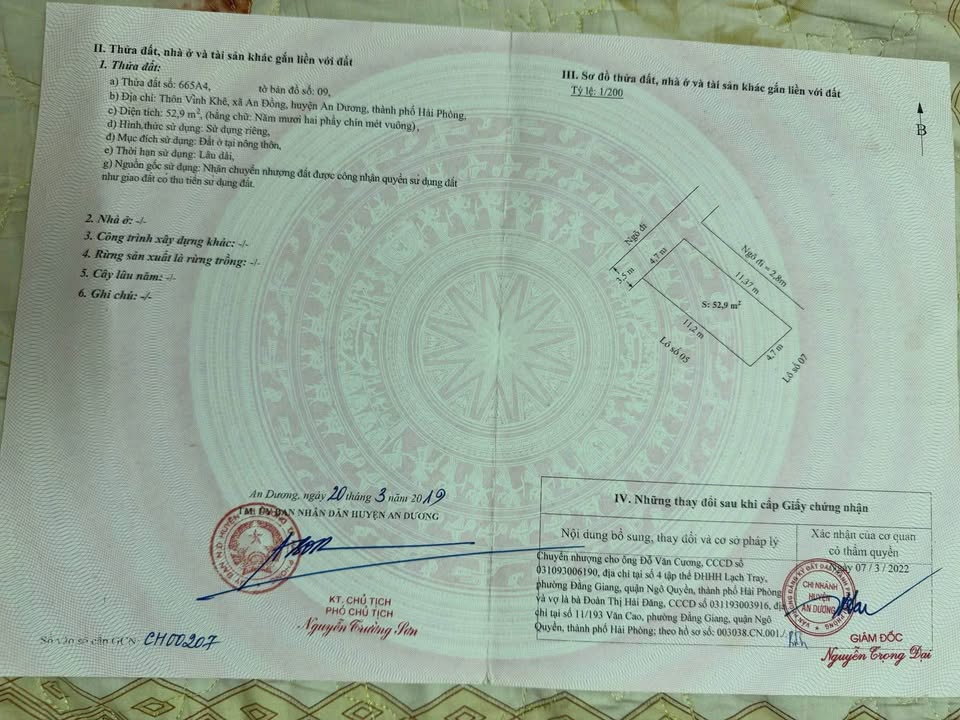 II. Thửa đất, nhà ở và tài sản khác gắn liền với đất
1. Thửa đất:
a) Thửa đất số: 665A4, tờ bản đồ số: 09,
b) Địa chỉ: Thôn Vĩnh Khê, xã An Đồng, huyện An Dương, thành phố Hải Phòng,
c) Diện tích: 52,9 m², (bằng chữ: Năm mươi hai phẩy chín mét vuông),
d) Hình thức sử dụng: Sử dụng riêng,
đ) Mục đích sử dụng: Đất ở tại nông thôn,
e) Thời hạn sử dụng: Lâu dài,
g) Nguồn gốc sử dụng: Nhận chuyển nhượng đất được công nhận quyền sử dụng đất
như giao đất có thu tiền sử dụng đất.
2. Nhà ở: -/-
3. Công trình xây dựng khác: -/-
4. Rừng sản xuất là rừng trồng: -/-
5. Cây lâu năm: -/-
6. Ghi chú: -/-
An Dương, ngày 20 tháng 3 năm 2019
TM. ỦY BAN NHÂN DÂN HUYỆN AN DƯƠNG
KT. CHỦ TỊCH
PHÓ CHỦ TỊCH
Nguyễn Trường Sơn
Số vào sổ cấp GCN: CH00207
III. Sơ đồ thửa đất, nhà ở và tài sản khác gắn liền với đất
Tỷ lệ: 1/200
B
Ngõ đi
3,5 m
4,7 m
Ngõ đi = 2,8m
11,37 m
S: 52,9 m²
11,2 m
Lô số 05
4,7 m
Lô số 07
IV. Những thay đổi sau khi cấp Giấy chứng nhận
Nội dung bổ sung, thay đổi và cơ sở pháp lý
Xác nhận của cơ quan
có thẩm quyền
Chuyển nhượng cho ông Đỗ Văn Cương, CCCD số
031093006190, địa chỉ tại số 4 tập thể ĐHHH Lạch Tray,
phường Đằng Giang, quận Ngô Quyền, thành phố Hải Phòng
và vợ là bà Đoàn Thị Hải Đăng, CCCD số 031193003916, địa
chỉ tại số 11/193 Văn Cao, phường Đằng Giang, quận Ngô
Quyền, thành phố Hải Phòng; theo hồ sơ số: 003038.CN.001./.
Ngày 07 / 3 / 2022
CHI NHÁNH
HUYỆN
AN DƯƠNG
GIÁM ĐỐC
Nguyễn Trọng Đại